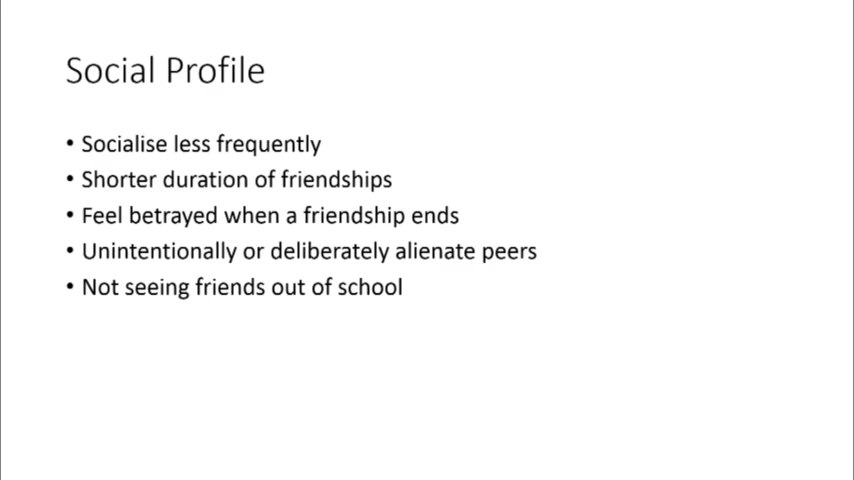 Social Profile
• Socialise less frequently
• Shorter duration of friendships
• Feel betrayed when a friendship ends
• Unintentionally or deliberately alienate peers
• Not seeing friends out of school